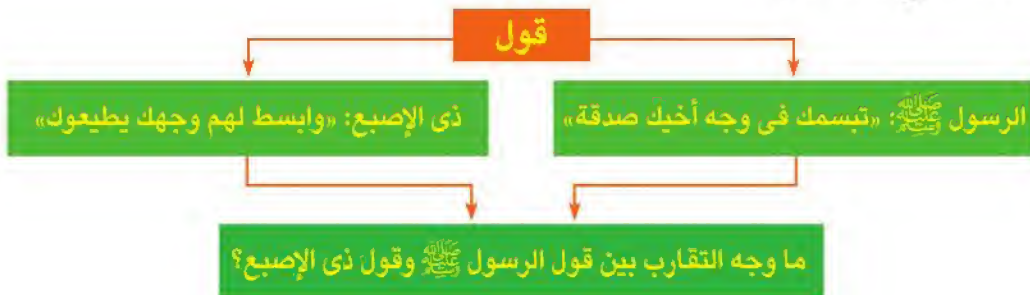 قول
الرسول ﷺ: «تبسمك فى وجه أخيك صدقة»
ذى الإصبع: «وابسط لهم وجهك يطيعوك»
ما وجه التقارب بين قول الرسول ﷺ وقول ذى الإصبع؟